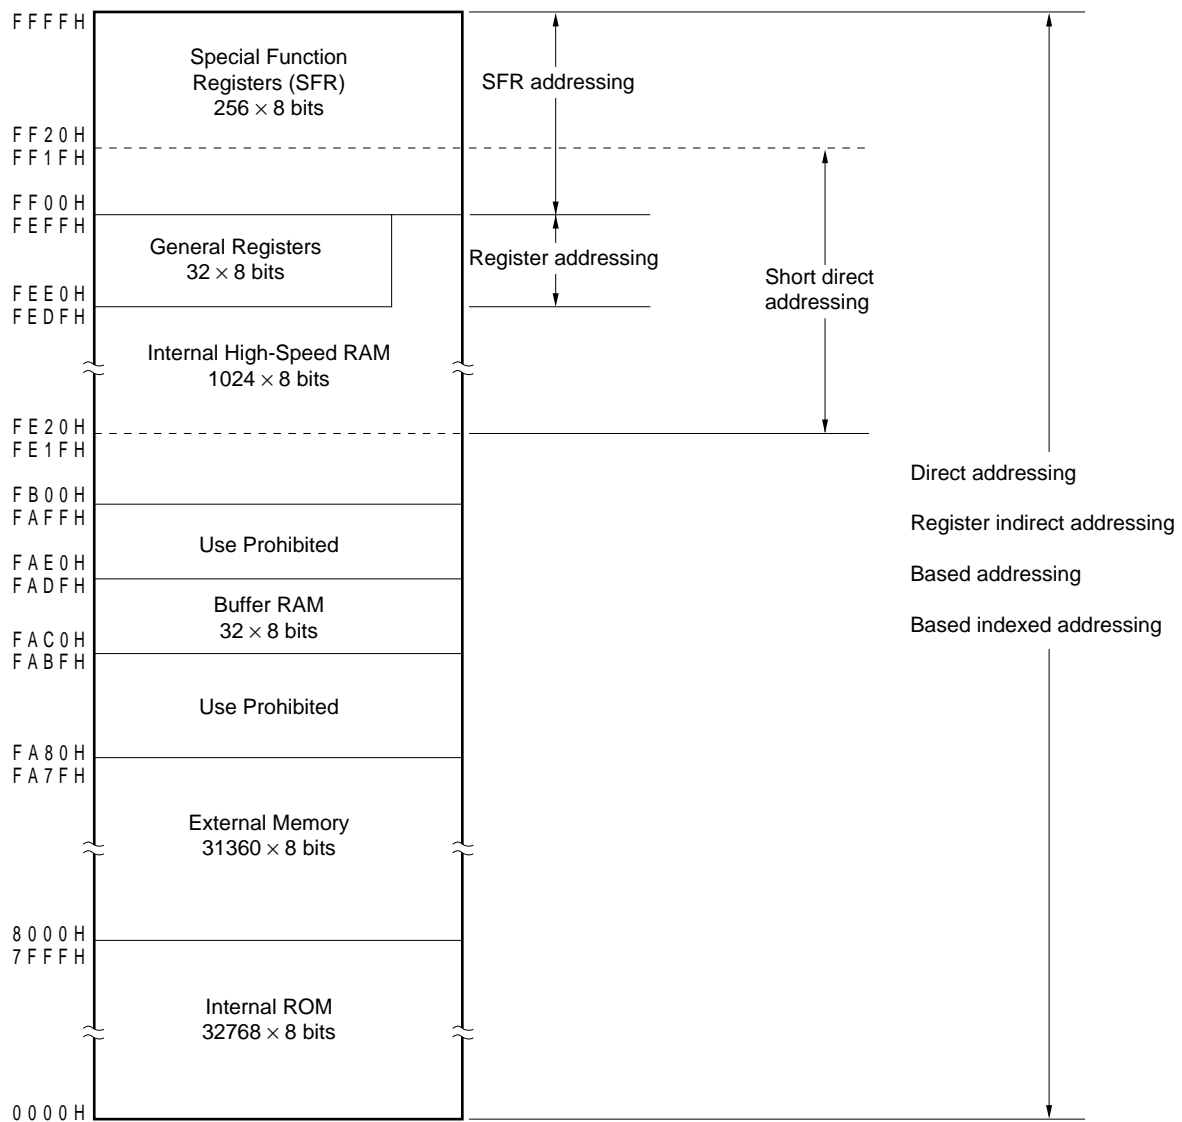 FFFFH
Special Function
Registers (SFR)
256 × 8 bits
SFR addressing
FF20H
FF1FH
FF00H
FEFFH
General Registers
32 × 8 bits
Register addressing
Short direct
addressing
FEE0H
FEDFH
Internal High-Speed RAM
1024 × 8 bits
FE20H
FE1FH
Direct addressing
Register indirect addressing
Based addressing
Based indexed addressing
FB00H
FAFFH
Use Prohibited
FAE0H
FADFH
Buffer RAM
32 × 8 bits
FAC0H
FABFH
Use Prohibited
FA80H
FA7FH
External Memory
31360 × 8 bits
8000H
7FFFH
Internal ROM
32768 × 8 bits
0000H